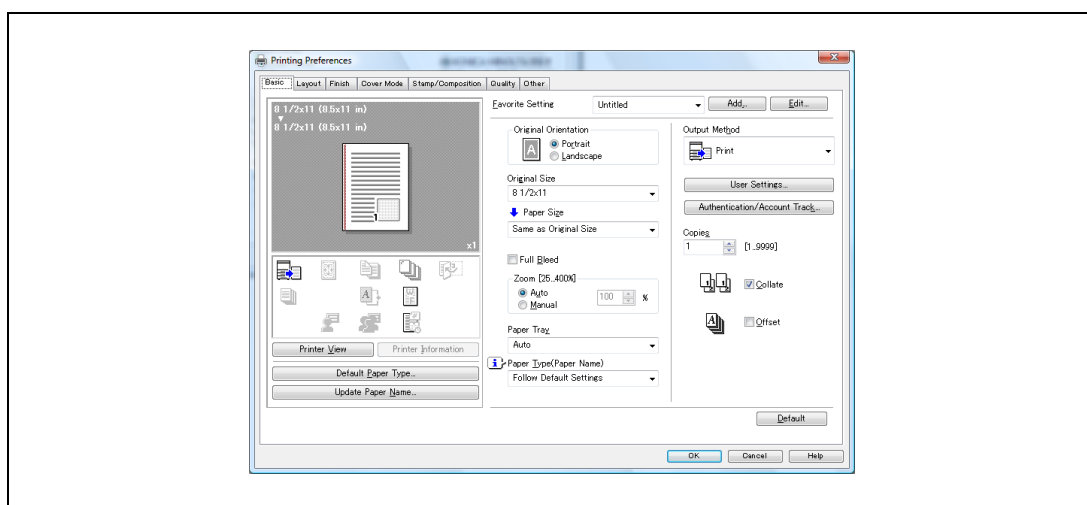 Printing Preferences
Basic Layout Finish Cover Mode Stamp/Composition Quality Other
8 1/2x11 (8.5x11 in)
8 1/2x11 (8.5x11 in)
1
x1
Printer View Printer Information
Default Paper Type...
Update Paper Name...
Favorite Setting Untitled Add... Edit...
Original Orientation
A Portrait
Landscape
Original Size
8 1/2x11
Paper Size
Same as Original Size
Full Bleed
Zoom [25..400%]
Auto
Manual
100 %
Paper Tray
Auto
Paper Type(Paper Name)
Follow Default Settings
Output Method
Print
User Settings...
Authentication/Account Track...
Copies
1 [1..9999]
Collate
Offset
Default
OK Cancel Help